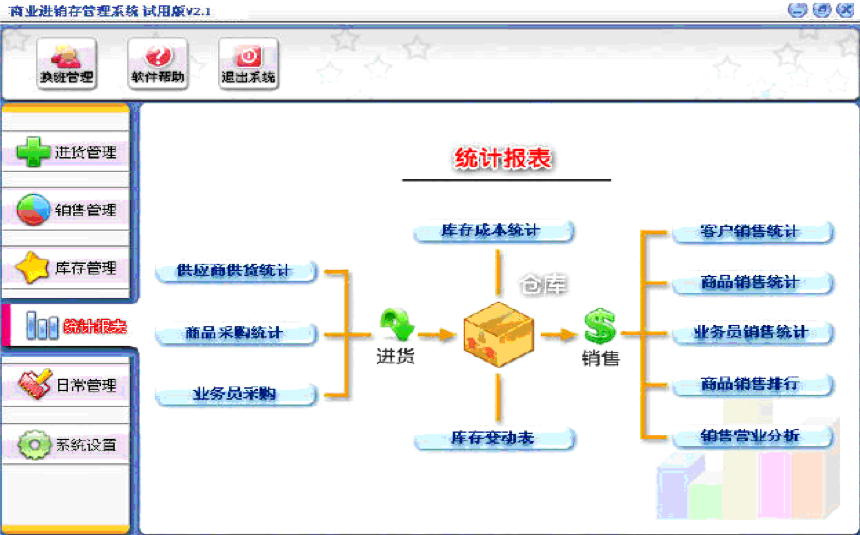 商业进销存管理系统 试用版V2.1
换班管理
软件帮助
退出系统
进货管理
销售管理
库存管理
统计报表
日常管理
系统设置
统计报表
供应商供货统计
商品采购统计
业务员采购
进货
库存成本统计
仓库
库存变动表
销售
客户销售统计
商品销售统计
业务员销售统计
商品销售排行
销售营业分析